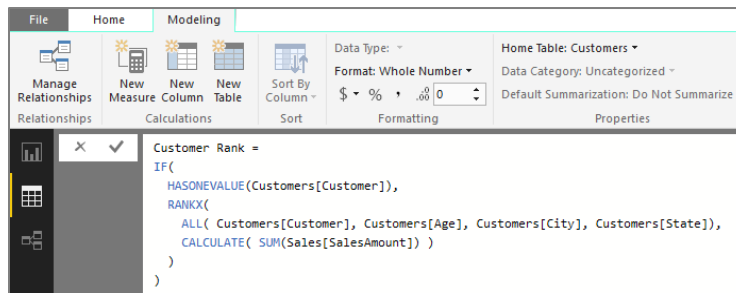 File Home Modeling
Data Type:
Home Table: Customers
Manage Relationships
New Measure
New Column
New Table
Sort By Column
Format: Whole Number
Data Category: Uncategorized
$ % , .00 0
Default Summarization: Do Not Summarize
Relationships Calculations Sort Formatting Properties
Customer Rank =
IF(
HASONEVALUE(Customers[Customer]),
RANKX(
ALL( Customers[Customer], Customers[Age], Customers[City], Customers[State]),
CALCULATE( SUM(Sales[SalesAmount]) )
)
)